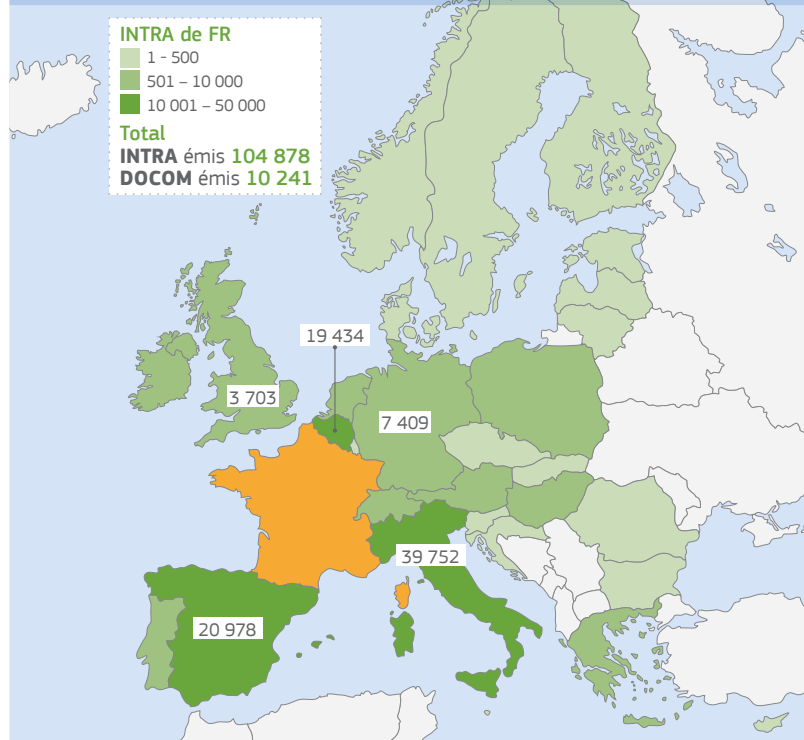 INTRA de FR
1 - 500
501 – 10 000
10 001 – 50 000
Total
INTRA émis 104 878
DOCOM émis 10 241
19 434
3 703
7 409
39 752
20 978